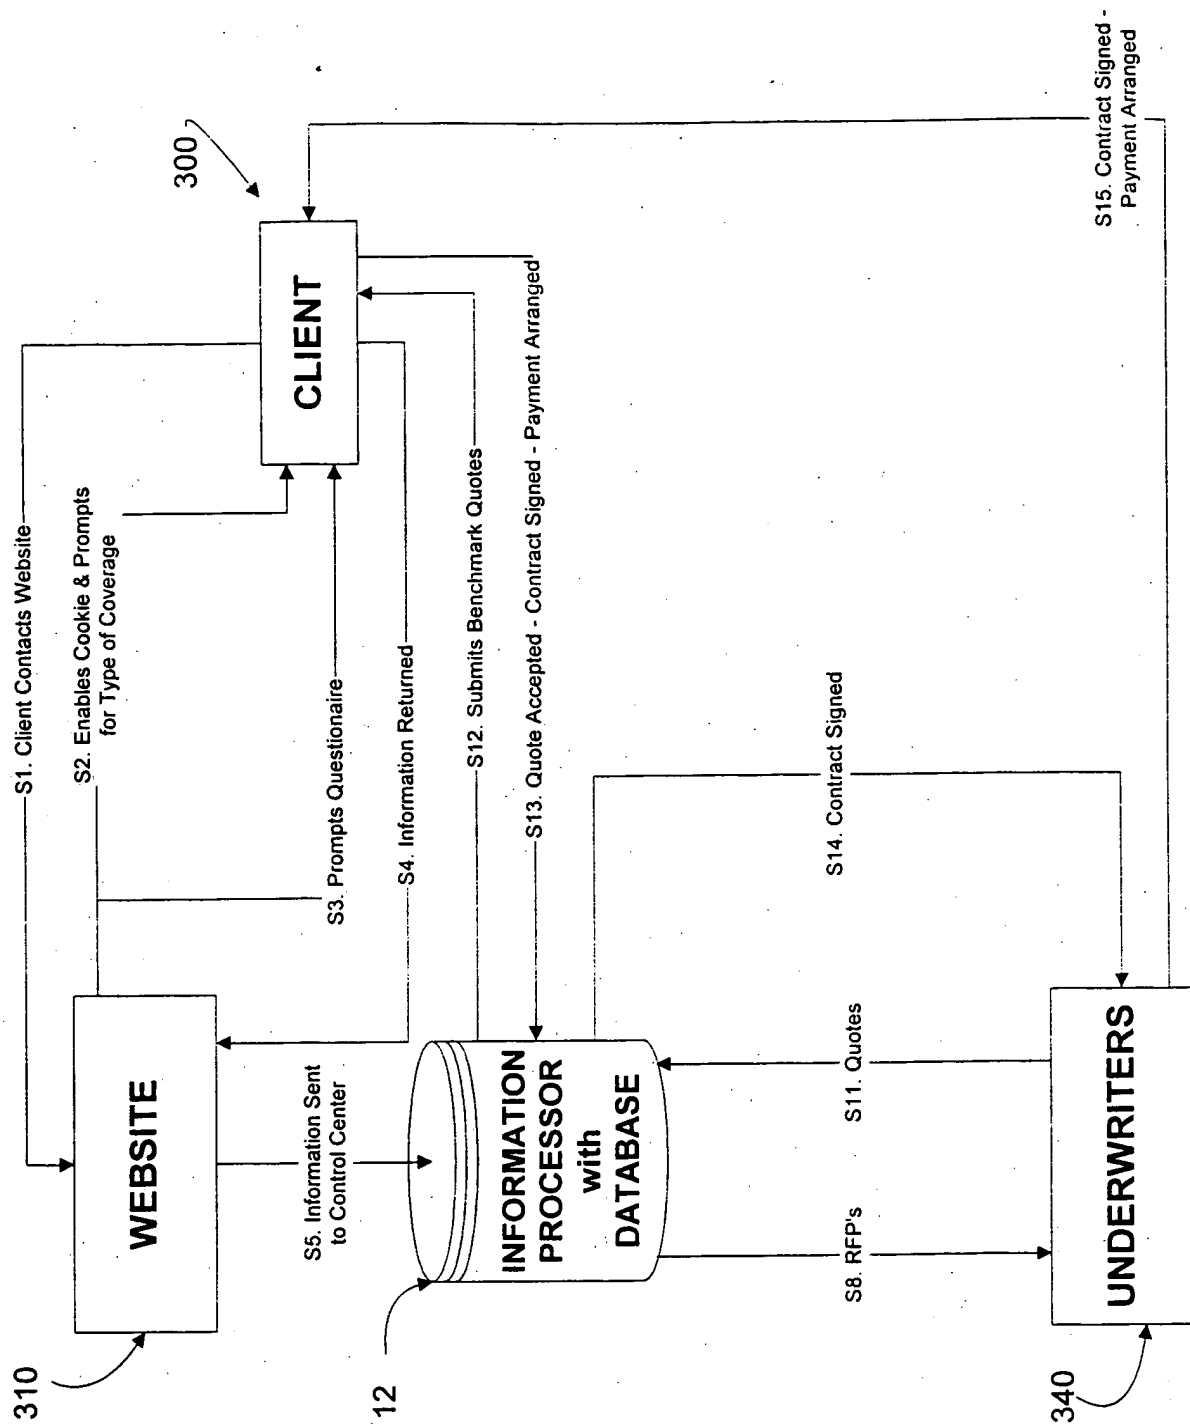 310
WEBSITE
S1. Client Contacts Website
S2. Enables Cookie & Prompts
for Type of Coverage
300
CLIENT
S3. Prompts Questionaire
S4. Information Returned
S5. Information Sent
to Control Center
12
INFORMATION
PROCESSOR
with
DATABASE
S12. Submits Benchmark Quotes
S13. Quote Accepted - Contract Signed - Payment Arranged
S14. Contract Signed
S8. RFP's
S11. Quotes
340
UNDERWRITERS
S15. Contract Signed -
Payment Arranged